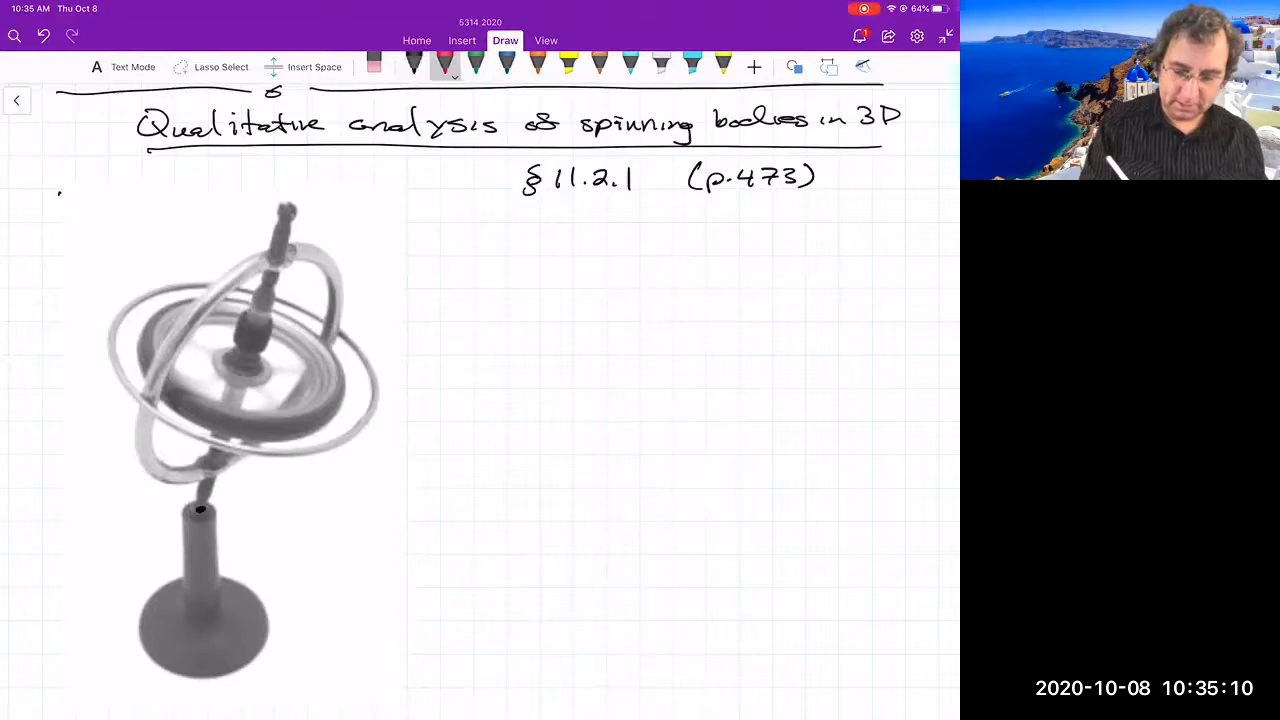 10:35 AM Thu Oct 8
64%
5314 2020
Home Insert Draw View
1
Text Mode Lasso Select Insert Space
&
Qualitative analysis of spinning bodies in 3D
§ 11.2.1 (p.473)
2020-10-08 10:35:10